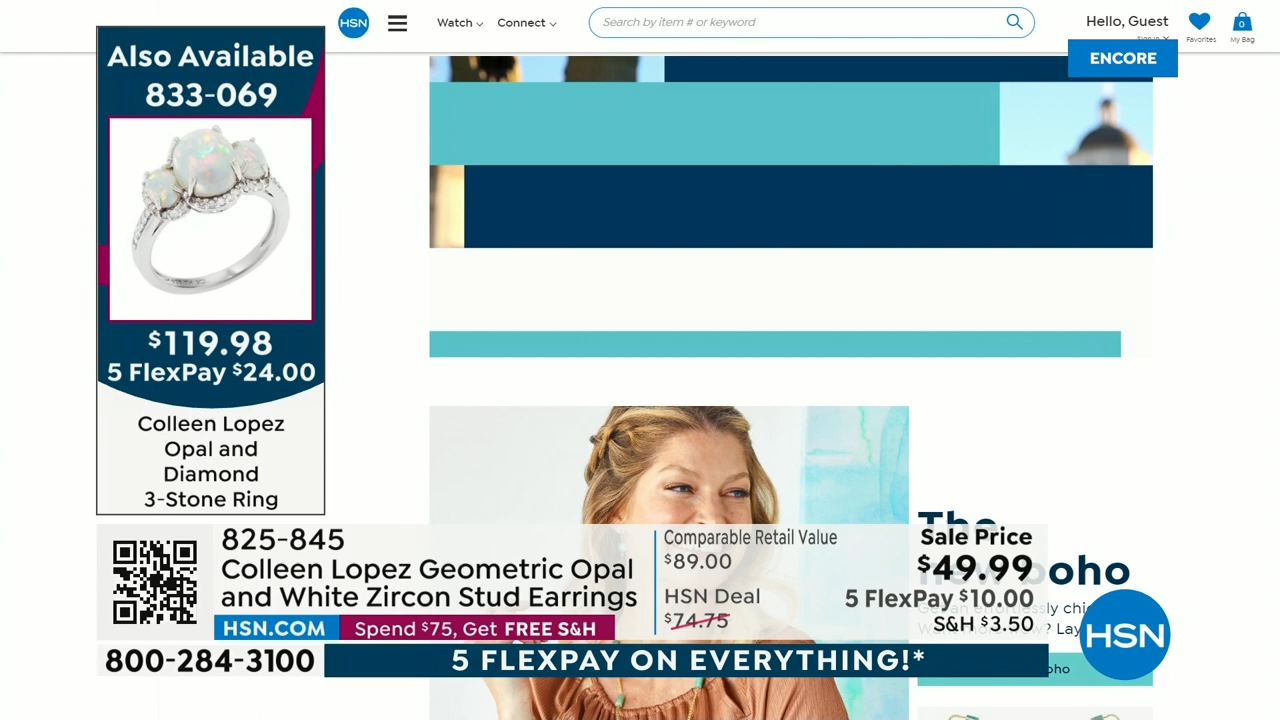 HSN
Watch
Connect
Search by item # or keyword
Hello, Guest
Sign in
Favorites
0
My Bag
ENCORE
Also Available
833-069
$119.98
5 FlexPay $24.00
Colleen Lopez
Opal and
Diamond
3-Stone Ring
825-845
Colleen Lopez Geometric Opal
and White Zircon Stud Earrings
HSN.COM
Spend $75, Get FREE S&H
Comparable Retail Value
$89.00
HSN Deal
$74.75
Sale Price
$49.99
5 FlexPay $10.00
S&H $3.50
The
boho
HSN
800-284-3100
5 FLEXPAY ON EVERYTHING!*